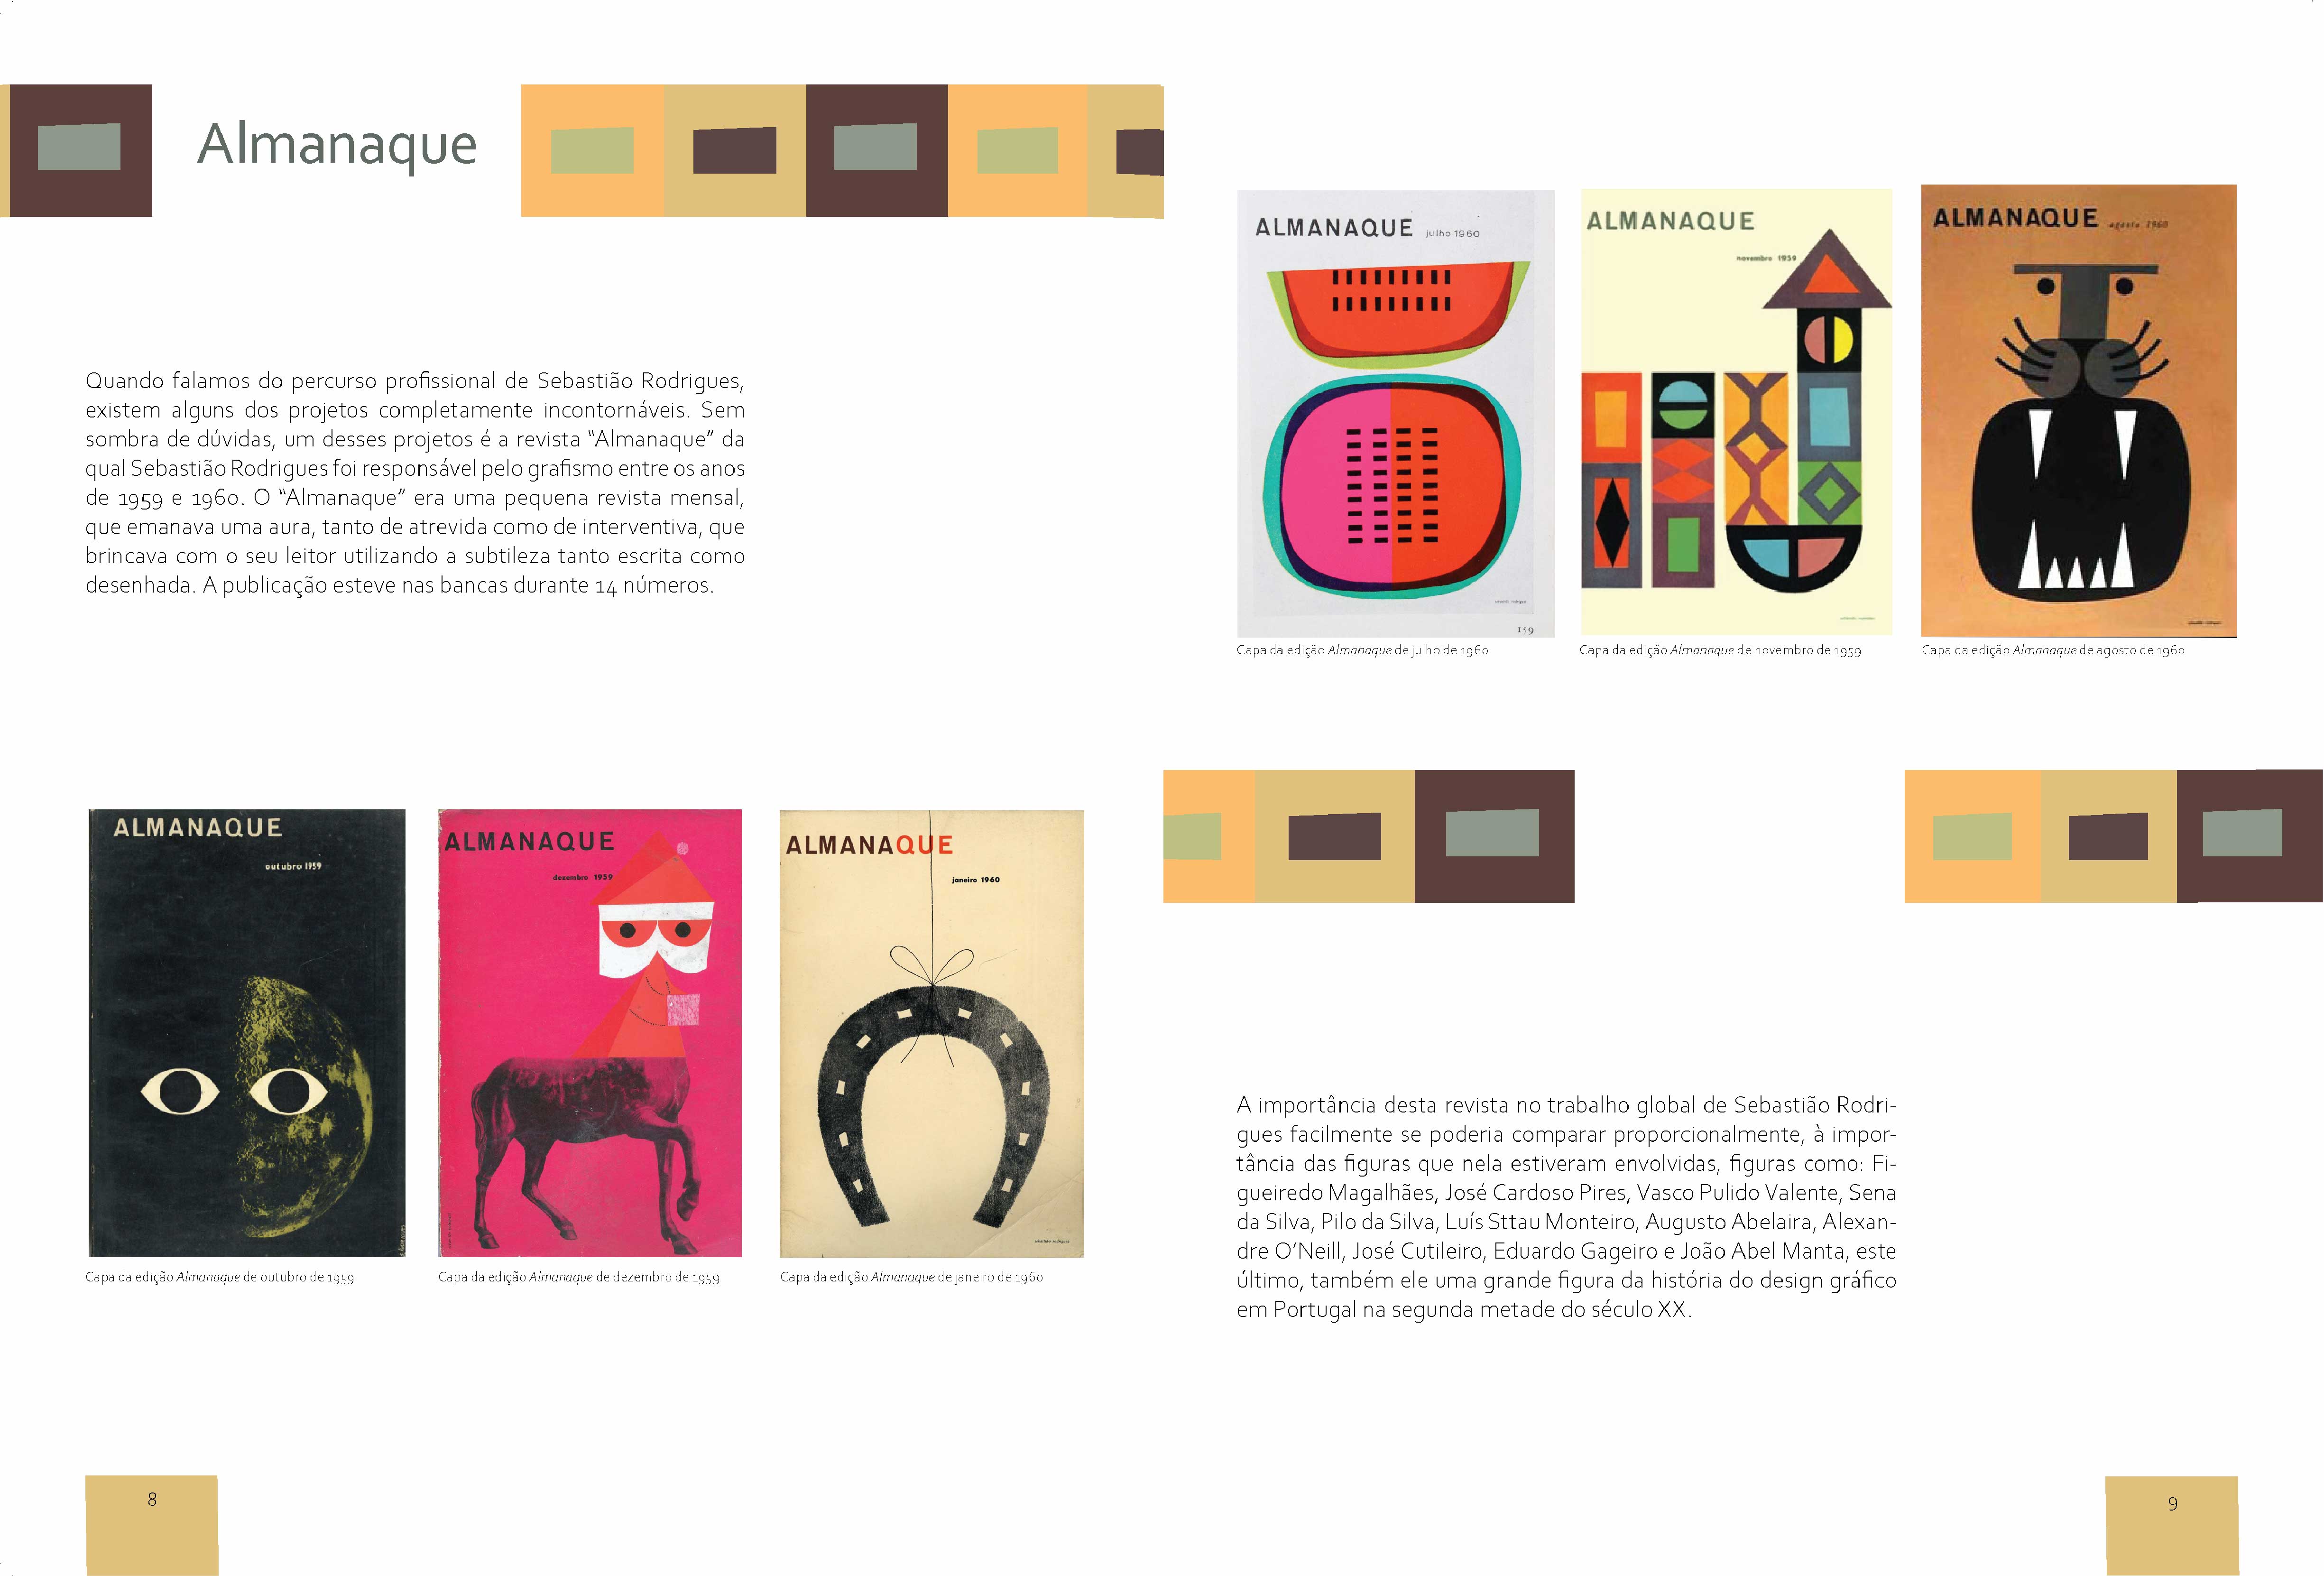 Almanaque
Quando falamos do percurso profissional de Sebastião Rodrigues,
existem alguns dos projetos completamente incontornáveis. Sem
sombra de dúvidas, um desses projetos é a revista “Almanaque” da
qual Sebastião Rodrigues foi responsável pelo grafismo entre os anos
de 1959 e 1960. O “Almanaque” era uma pequena revista mensal,
que emanava uma aura, tanto de atrevida como de interventiva, que
brincava com o seu leitor utilizando a subtileza tanto escrita como
desenhada. A publicação esteve nas bancas durante 14 números.
ALMANAQUE
outubro 1959
Capa da edição Almanaque de outubro de 1959
ALMANAQUE
dezembro 1959
Capa da edição Almanaque de dezembro de 1959
ALMANAQUE
janeiro 1960
sebastião rodrigues
Capa da edição Almanaque de janeiro de 1960
8
ALMANAQUE julho 1960
sebastião rodrigues
159
Capa da edição Almanaque de julho de 1960
ALMANAQUE
novembro 1959
Capa da edição Almanaque de novembro de 1959
ALMANAQUE agosto 1960
Capa da edição Almanaque de agosto de 1960
A importância desta revista no trabalho global de Sebastião Rodri-
gues facilmente se poderia comparar proporcionalmente, à impor-
tância das figuras que nela estiveram envolvidas, figuras como: Fi-
gueiredo Magalhães, José Cardoso Pires, Vasco Pulido Valente, Sena
da Silva, Pilo da Silva, Luís Sttau Monteiro, Augusto Abelaira, Alexan-
dre O’Neill, José Cutileiro, Eduardo Gageiro e João Abel Manta, este
último, também ele uma grande figura da história do design gráfico
em Portugal na segunda metade do século XX.
9